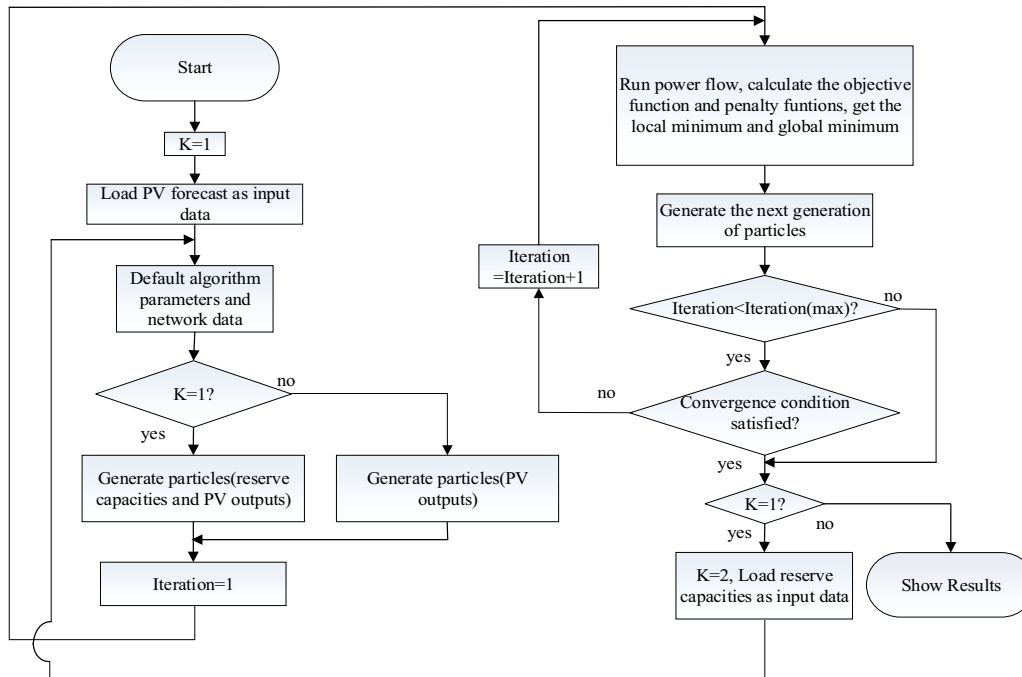 Start
K=1
Load PV forecast as input
data
Default algorithm
parameters and
network data
K=1?
no
yes
Generate particles(reserve
capacities and PV outputs)
Generate particles(PV
outputs)
Iteration=1
Run power flow, calculate the objective
function and penalty funtions, get the
local minimum and global minimum
Generate the next generation
of particles
Iteration
=Iteration+1
Iteration<Iteration(max)?
no
yes
Convergence condition
satisfied?
no
yes
K=1?
yes
no
K=2, Load reserve
capacities as input data
Show Results